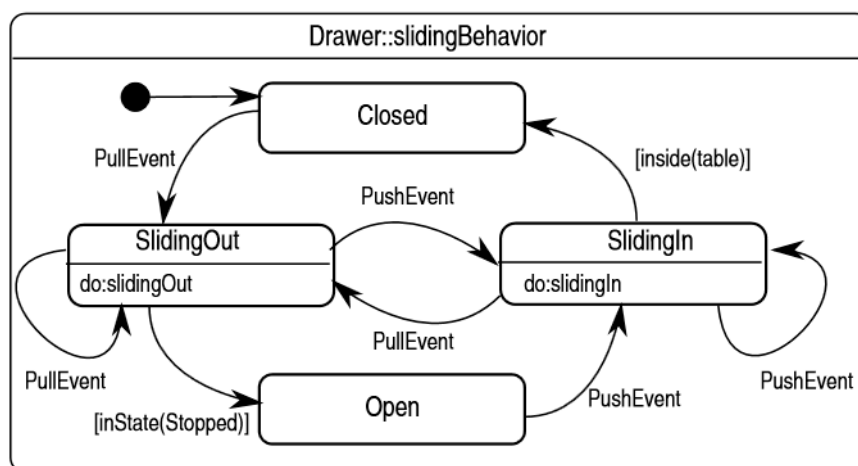 Drawer::slidingBehavior
Closed
PullEvent
[inside(table)]
PushEvent
SlidingOut
SlidingIn
do:slidingOut
do:slidingIn
PullEvent
PullEvent
PushEvent
Open
PushEvent
[inState(Stopped)]